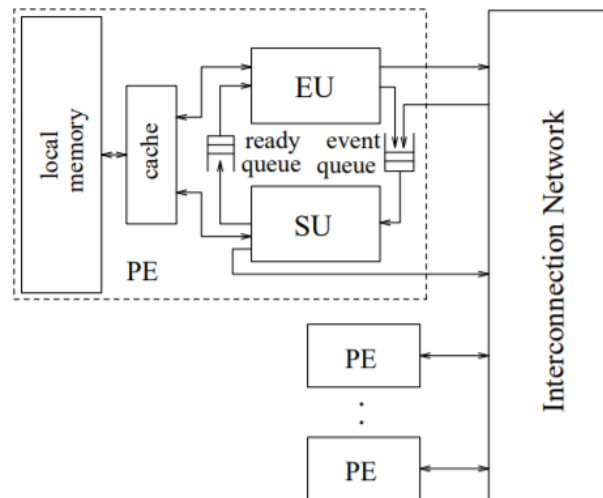 local
memory
cache
EU
ready
queue
event
queue
SU
PE
Interconnection Network
PE
PE